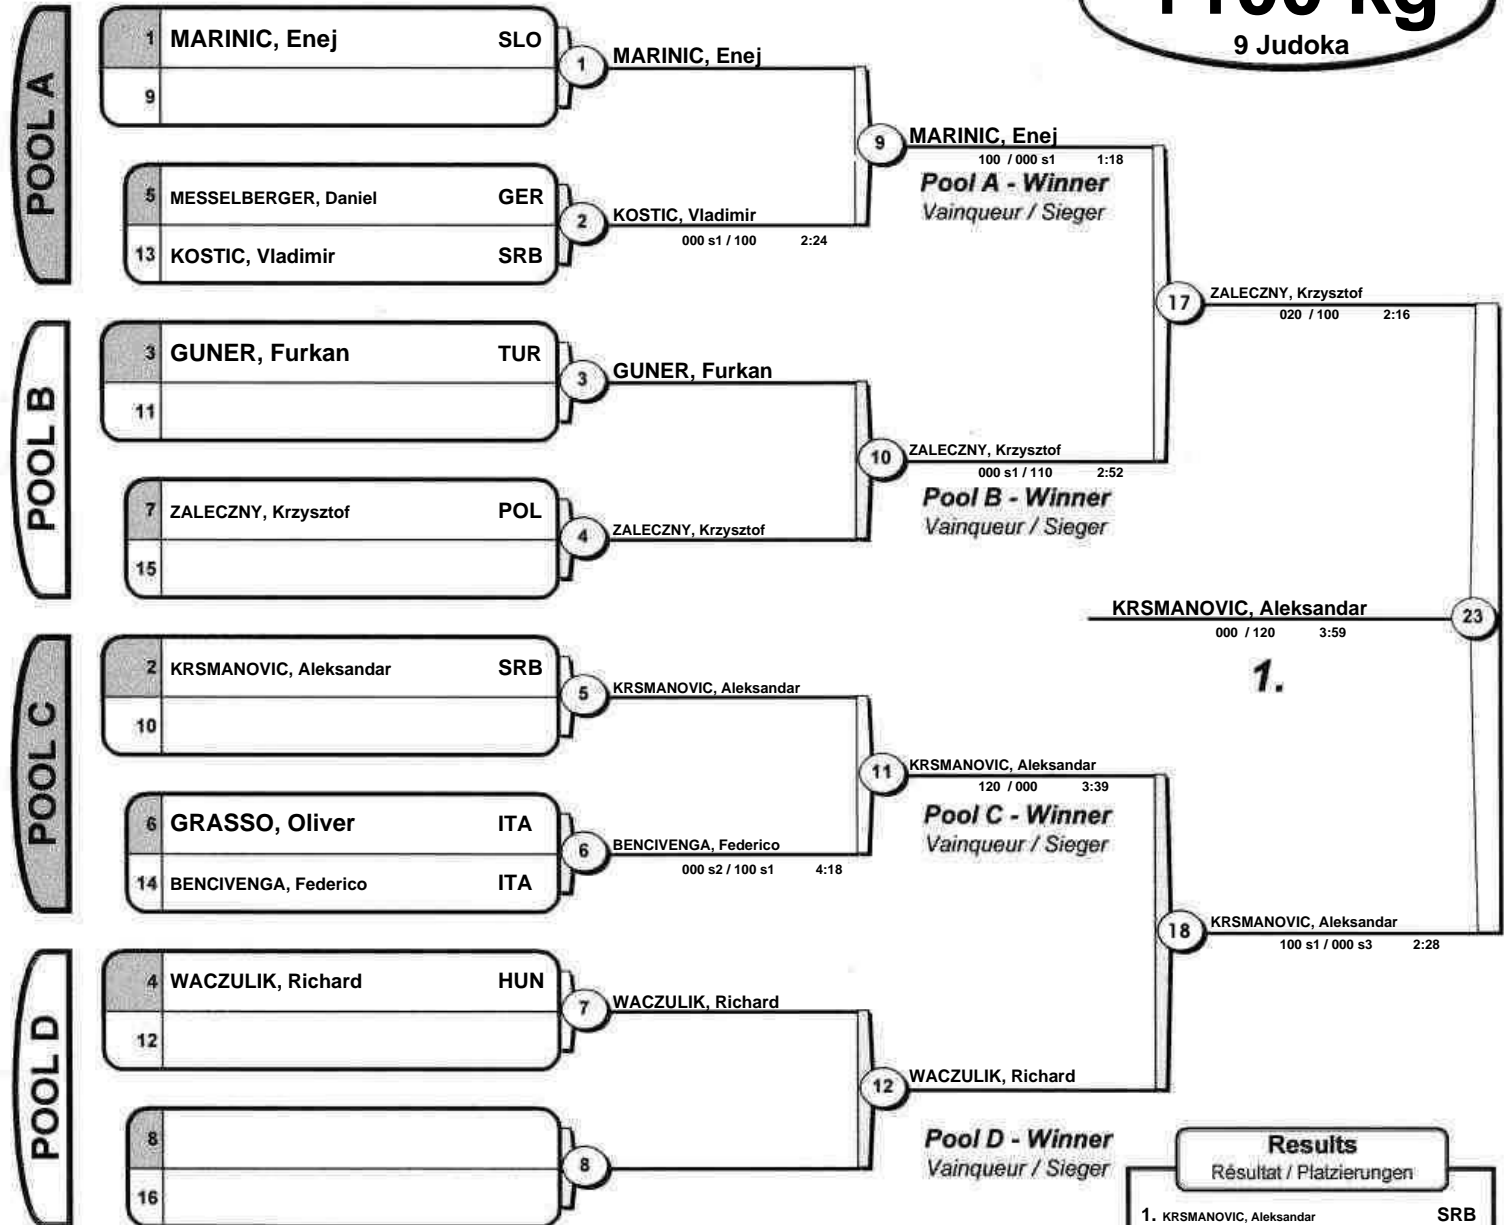 1100 kg
9 Judoka
POOL A
1 MARINIC, Enej SLO
9
1 MARINIC, Enej
5 MESSELBERGER, Daniel GER
13 KOSTIC, Vladimir SRB
2 KOSTIC, Vladimir
000 s1 / 100 2:24
9 MARINIC, Enej
100 / 000 s1 1:18
Pool A - Winner
Vainqueur / Sieger
POOL B
3 GUNER, Furkan TUR
11
3 GUNER, Furkan
7 ZALECZNY, Krzysztof POL
15
4 ZALECZNY, Krzysztof
10 ZALECZNY, Krzysztof
000 s1 / 110 2:52
Pool B - Winner
Vainqueur / Sieger
17 ZALECZNY, Krzysztof
020 / 100 2:16
KRSMANOVIC, Aleksandar 23
000 / 120 3:59
1.
POOL C
2 KRSMANOVIC, Aleksandar SRB
10
5 KRSMANOVIC, Aleksandar
6 GRASSO, Oliver ITA
14 BENCIVENGA, Federico ITA
6 BENCIVENGA, Federico
000 s2 / 100 s1 4:18
11 KRSMANOVIC, Aleksandar
120 / 000 3:39
Pool C - Winner
Vainqueur / Sieger
18 KRSMANOVIC, Aleksandar
100 s1 / 000 s3 2:28
POOL D
4 WACZULIK, Richard HUN
12
7 WACZULIK, Richard
8
16
8
12 WACZULIK, Richard
Pool D - Winner
Vainqueur / Sieger
Results
Résultat / Platzierungen
1. KRSMANOVIC, Aleksandar SRB